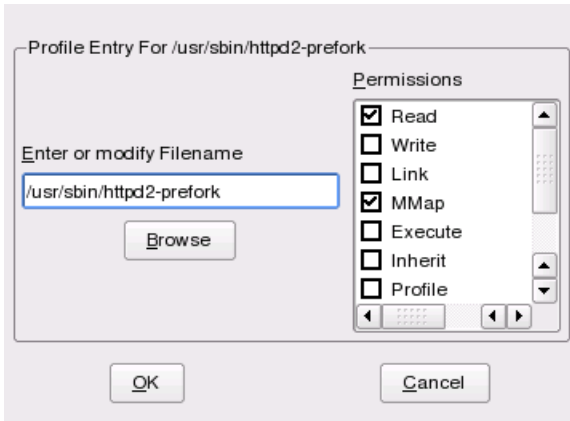 Profile Entry For /usr/sbin/httpd2-prefork
Permissions
Read
Write
Link
MMap
Execute
Inherit
Profile
Enter or modify Filename
/usr/sbin/httpd2-prefork
Browse
OK
Cancel